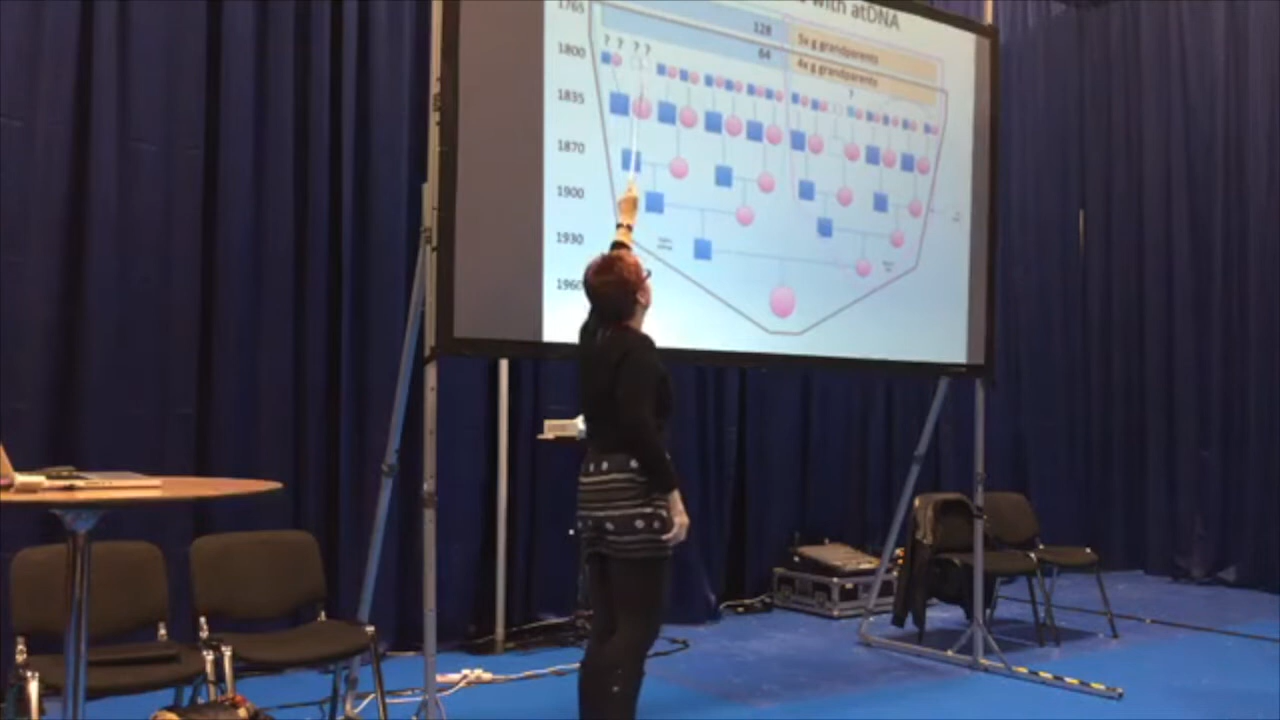 with atDNA
1765
128 5x g grandparents
64 4x g grandparents
1800
? ? ? ?
?
1835
1870
1900
1930
1960